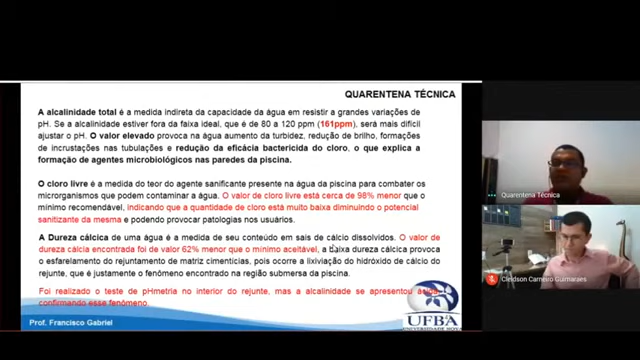 QUARENTENA TÉCNICA
A alcalinidade total é a medida indireta da capacidade da água em resistir a grandes variações de
pH. Se a alcalinidade estiver fora da faixa ideal, que é de 80 a 120 ppm (161ppm), será mais difícil
ajustar o pH. O valor elevado provoca na água aumento da turbidez, redução de brilho, formações
de incrustações nas tubulações e redução da eficácia bactericida do cloro, o que explica a
formação de agentes microbiológicos nas paredes da piscina.
O cloro livre é a medida do teor do agente sanificante presente na água da piscina para combater os
microrganismos que podem contaminar a água. O valor de cloro livre está cerca de 98% menor que o
mínimo recomendável, indicando que a quantidade de cloro está muito baixa diminuindo o potencial
sanitizante da mesma e podendo provocar patologias nos usuários.
A Dureza cálcica de uma água é a medida de seu conteúdo em sais de cálcio dissolvidos. O valor de
dureza cálcica encontrada foi de valor 62% menor que o mínimo aceitável, a baixa dureza cálcica provoca
o esfarelamento do rejuntamento de matriz cimentícias, pois ocorre a lixiviação do hidróxido de cálcio do
rejunte, que é justamente o fenômeno encontrado na região submersa da piscina.
Foi realizado o teste de pHmetria no interior do rejunte, mas a alcalinidade se apresentou
confirmando esse fenômeno.
Prof. Francisco Gabriel
UFBA
Quarentena Técnica
Cleidson Carneiro Guimaraes